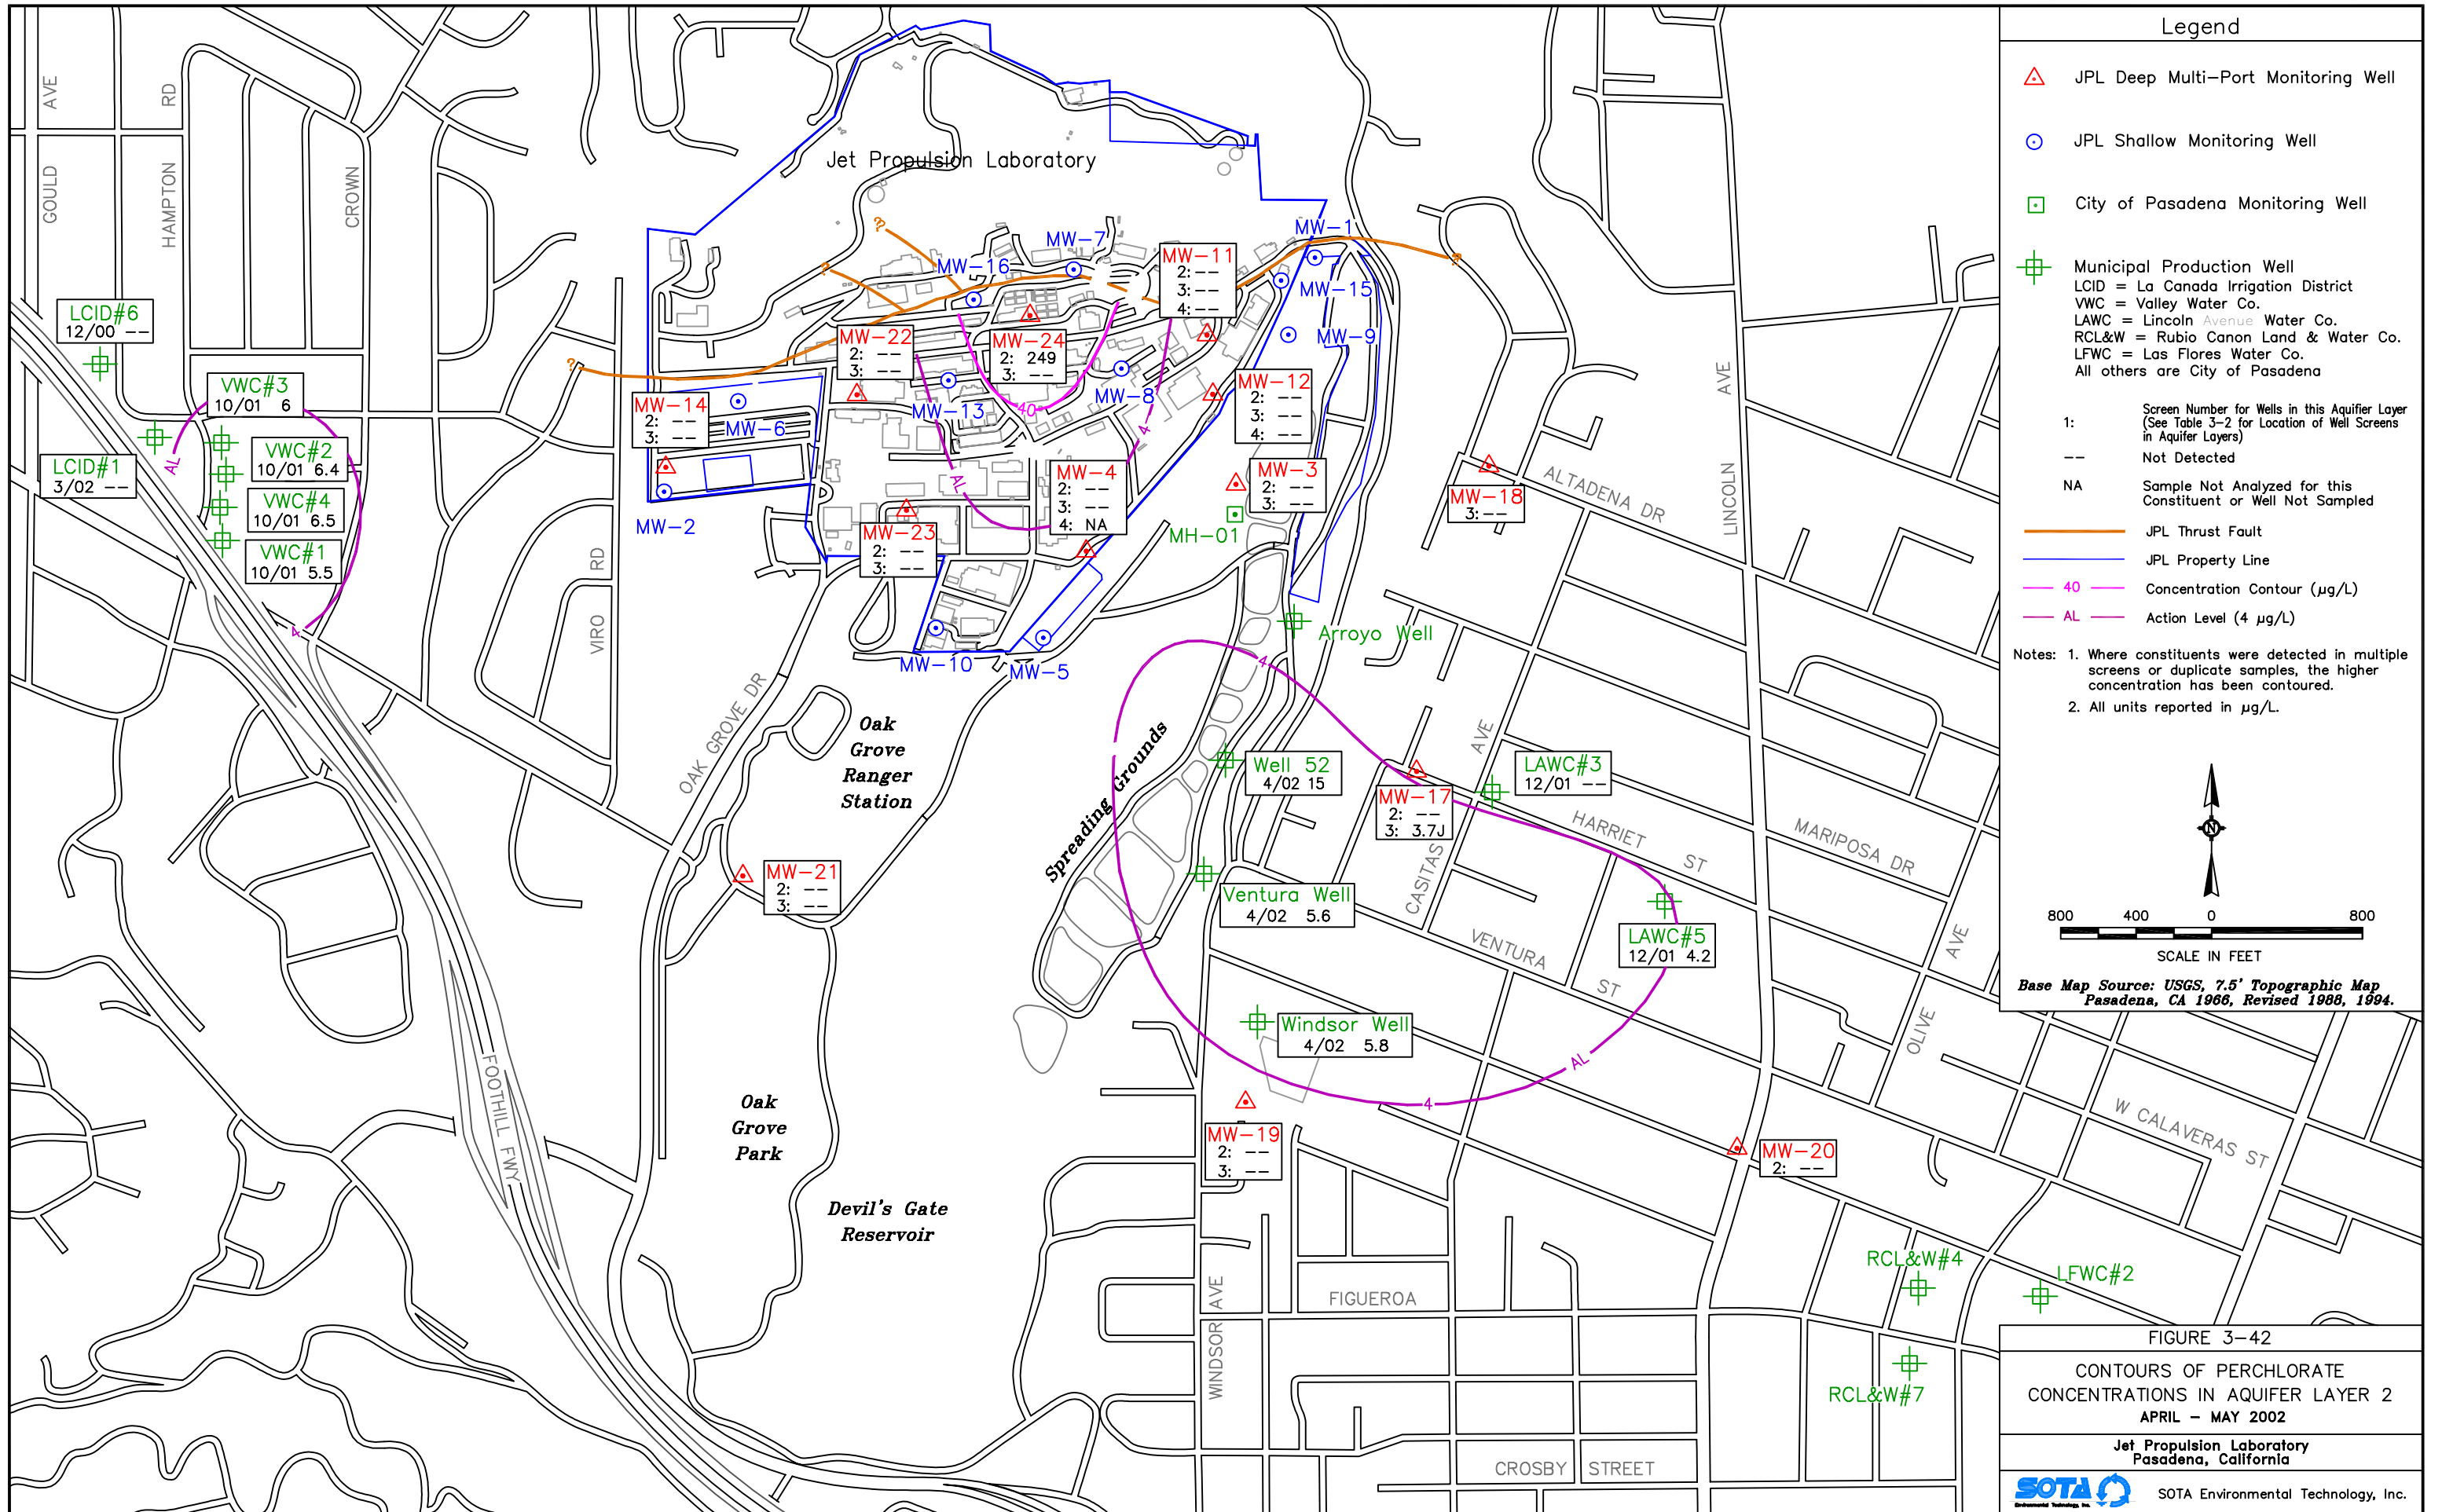 Legend
JPL Deep Multi-Port Monitoring Well
JPL Shallow Monitoring Well
City of Pasadena Monitoring Well
Municipal Production Well
LCID = La Canada Irrigation District
VWC = Valley Water Co.
LAWC = Lincoln Avenue Water Co.
RCL&W = Rubio Canon Land & Water Co.
LFWC = Las Flores Water Co.
All others are City of Pasadena
1: Screen Number for Wells in this Aquifier Layer
(See Table 3-2 for Location of Well Screens
in Aquifer Layers)
-- Not Detected
NA Sample Not Analyzed for this
Constituent or Well Not Sampled
JPL Thrust Fault
JPL Property Line
40 Concentration Contour (µg/L)
AL Action Level (4 µg/L)
Notes: 1. Where constituents were detected in multiple
screens or duplicate samples, the higher
concentration has been contoured.
2. All units reported in µg/L.
N
800 400 0 800
SCALE IN FEET
Base Map Source: USGS, 7.5' Topographic Map
Pasadena, CA 1966, Revised 1988, 1994.
FIGURE 3-42
CONTOURS OF PERCHLORATE
CONCENTRATIONS IN AQUIFER LAYER 2
APRIL - MAY 2002
Jet Propulsion Laboratory
Pasadena, California
SOTA
Environmental Technology, Inc.
SOTA Environmental Technology, Inc.
GOULD AVE
HAMPTON RD
CROWN
Jet Propulsion Laboratory
??
?
?
?
MW-7
MW-16
MW-1
MW-15
MW-9
MW-11
2:--
3:--
4:--
LCID#6
12/00 --
VWC#3
10/01 6
VWC#2
10/01 6.4
LCID#1
3/02 --
VWC#4
10/01 6.5
VWC#1
10/01 5.5
AL
4
MW-22
2: --
3: --
MW-24
2: 249
3: --
40
MW-8
MW-13
MW-12
2: --
3: --
4: --
MW-14
2: --
3: --
MW-6
MW-2
4
AL
MW-4
2: --
3: --
4: NA
MW-3
2: --
3: --
MH-01
MW-23
2: --
3: --
MW-18
3:--
MW-10
MW-5
Arroyo Well
ALTADENA DR
LINCOLN AVE
VIRO RD
OAK GROVE DR
Oak
Grove
Ranger
Station
Spreading Grounds
4
Well 52
4/02 15
MW-17
2: --
3: 3.7J
LAWC#3
12/01 --
CASITAS AVE
HARRIET ST
MARIPOSA DR
MW-21
2: --
3: --
Ventura Well
4/02 5.6
LAWC#5
12/01 4.2
VENTURA ST
Windsor Well
4/02 5.8
AL
4
OLIVE AVE
FOOTHILL FWY
Oak
Grove
Park
Devil's Gate
Reservoir
MW-19
2: --
3: --
MW-20
2: --
W CALAVERAS ST
RCL&W#4
LFWC#2
RCL&W#7
WINDSOR AVE
FIGUEROA
CROSBY STREET